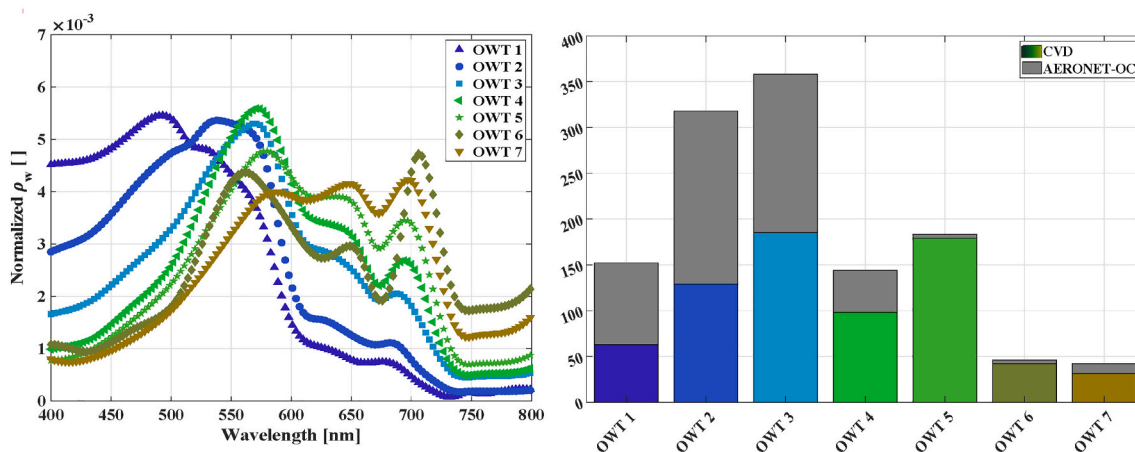 ×10⁻³
7
6
5
4
3
2
1
0
Normalized ρw [ ]
400 450 500 550 600 650 700 750 800
Wavelength [nm]
OWT 1
OWT 2
OWT 3
OWT 4
OWT 5
OWT 6
OWT 7
400
350
300
250
200
150
100
50
0
CVD
AERONET-OC
OWT 1 OWT 2 OWT 3 OWT 4 OWT 5 OWT 6 OWT 7